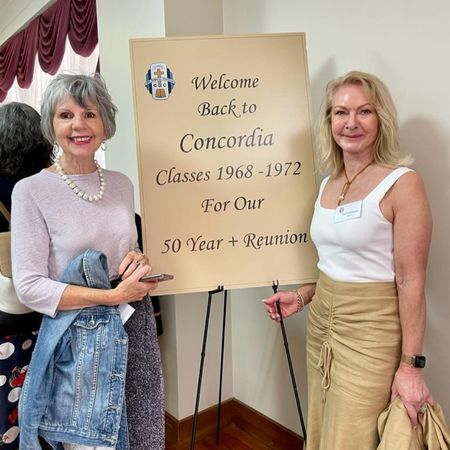 Welcome
Back to
Concordia
Classes 1968 -1972
For Our
50 Year + Reunion